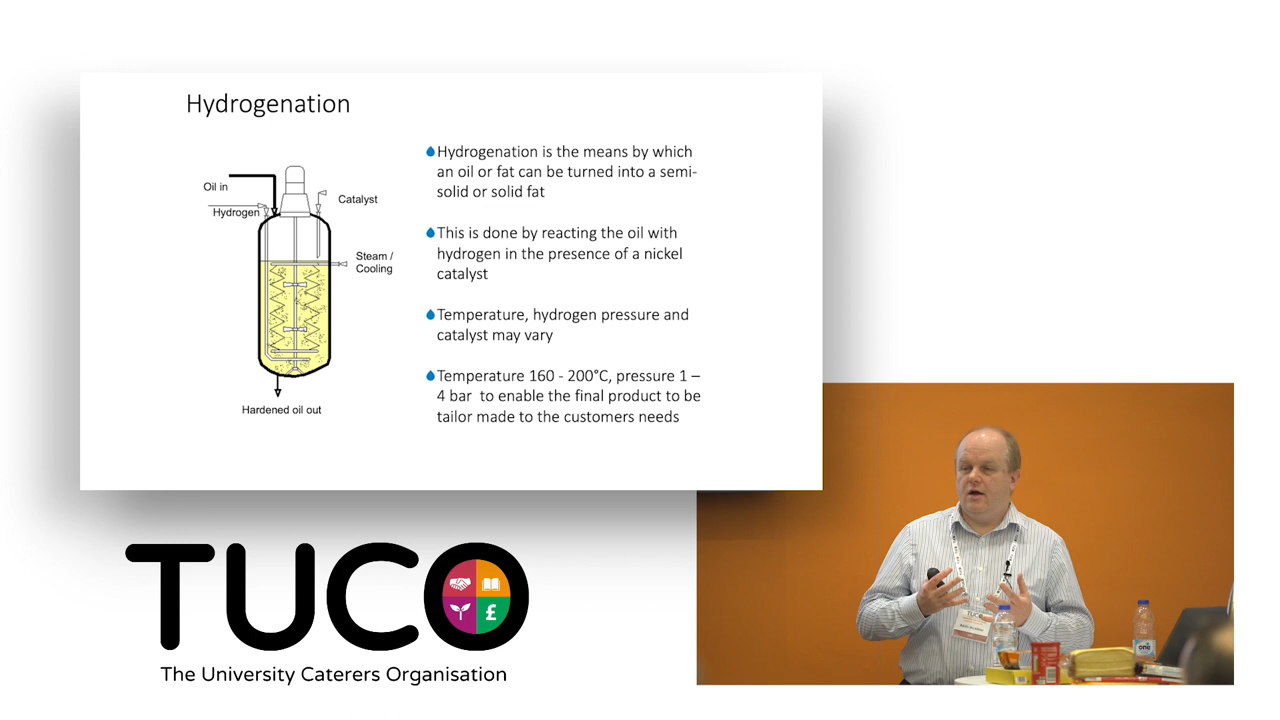 Hydrogenation
Oil in
Hydrogen
Catalyst
Steam /
Cooling
Hardened oil out
Hydrogenation is the means by which
an oil or fat can be turned into a semi-
solid or solid fat
This is done by reacting the oil with
hydrogen in the presence of a nickel
catalyst
Temperature, hydrogen pressure and
catalyst may vary
Temperature 160 - 200°C, pressure 1 –
4 bar to enable the final product to be
tailor made to the customers needs
TUCO
£
The University Caterers Organisation
TUCO
one